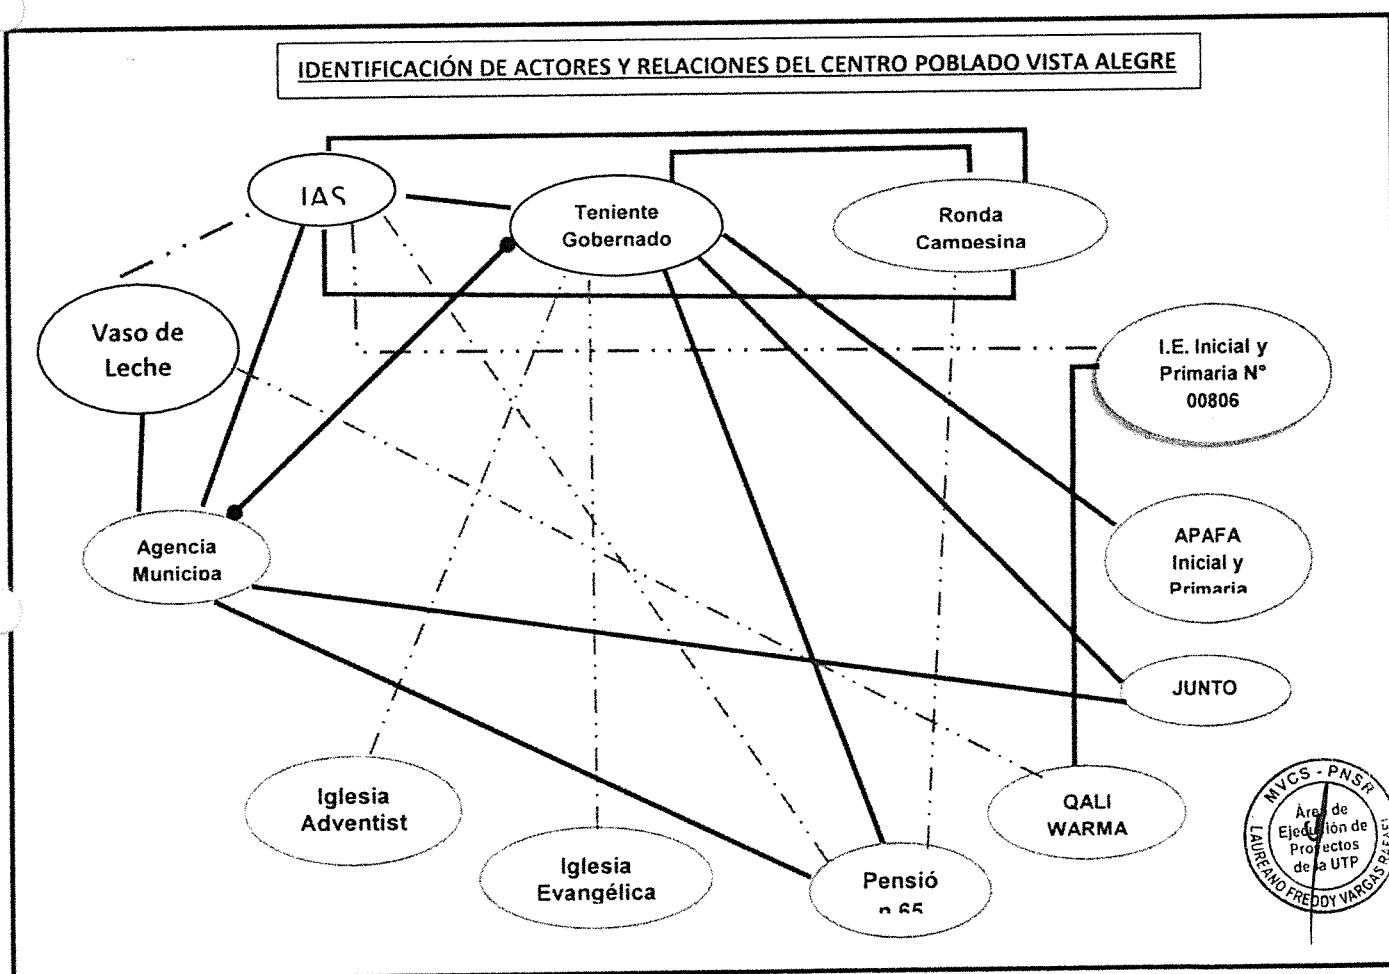 IDENTIFICACIÓN DE ACTORES Y RELACIONES DEL CENTRO POBLADO VISTA ALEGRE
Teniente
Gobernado
Ronda
Campesina
Vaso de
Leche
I.E. Inicial y
Primaria N°
00806
Agencia
Municipa
APAFA
Inicial y
Primaria
JUNTO
QALI
WARMA
Iglesia
Adventist
Iglesia
Evangélica
Pensió
n 65
MVCS - PNSR
Área de
Ejecución de
Proyectos
de la UTP
LAUREANO FREDDY VARGAS